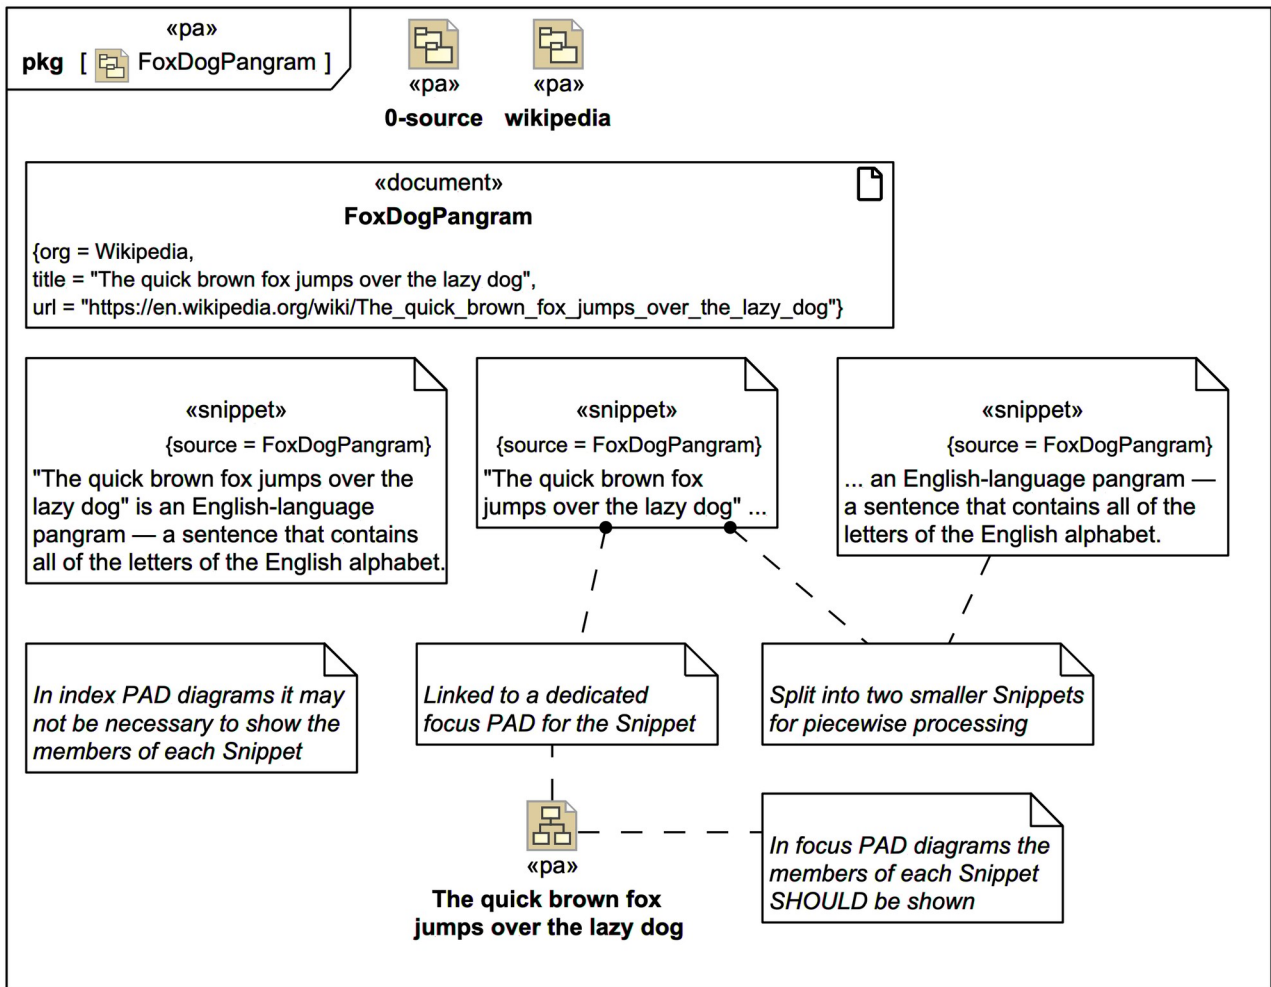 «pa»
pkg [ FoxDogPangram ]
«pa»
0-source
«pa»
wikipedia
«document»
FoxDogPangram
{org = Wikipedia,
title = "The quick brown fox jumps over the lazy dog",
url = "https://en.wikipedia.org/wiki/The_quick_brown_fox_jumps_over_the_lazy_dog"}
«snippet»
{source = FoxDogPangram}
"The quick brown fox jumps over the
lazy dog" is an English-language
pangram — a sentence that contains
all of the letters of the English alphabet.
«snippet»
{source = FoxDogPangram}
"The quick brown fox
jumps over the lazy dog" ...
«snippet»
{source = FoxDogPangram}
... an English-language pangram —
a sentence that contains all of the
letters of the English alphabet.
In index PAD diagrams it may
not be necessary to show the
members of each Snippet
Linked to a dedicated
focus PAD for the Snippet
Split into two smaller Snippets
for piecewise processing
«pa»
The quick brown fox
jumps over the lazy dog
In focus PAD diagrams the
members of each Snippet
SHOULD be shown